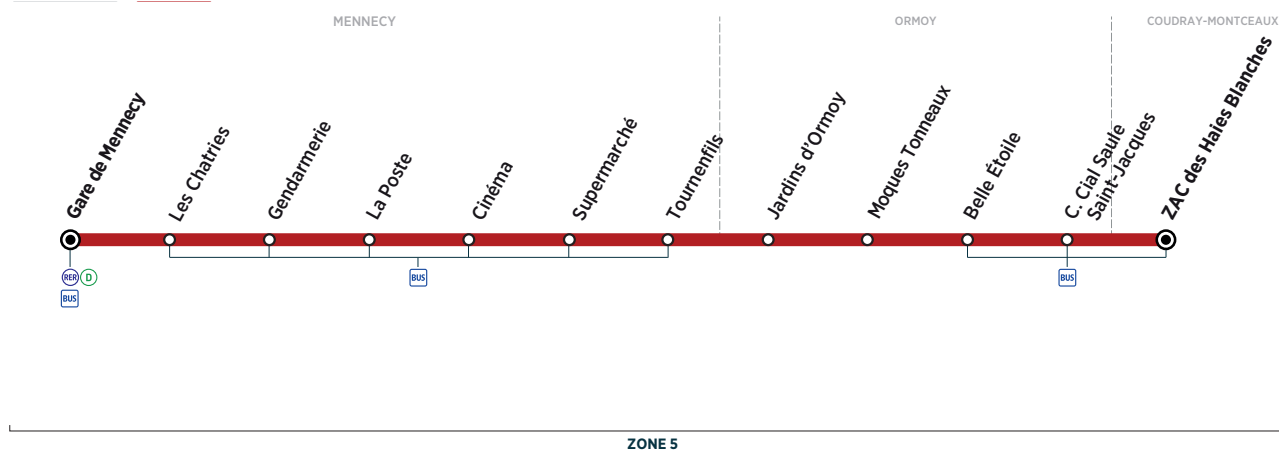 MENNECY
ORMOY
COUDRAY-MONTCEAUX
Gare de Mennecy
Les Chatries
Gendarmerie
La Poste
Cinéma
Supermarché
Tournenfils
Jardins d'Ormoy
Moques Tonneaux
Belle Étoile
C. Cial Saule
Saint-Jacques
ZAC des Haies Blanches
RER D
BUS
BUS
BUS
ZONE 5